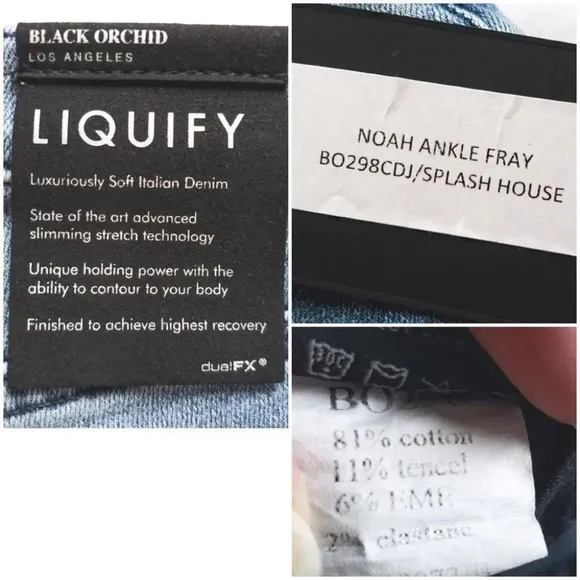 BLACK ORCHID
LOS ANGELES
LIQUIFY
Luxuriously Soft Italian Denim
State of the art advanced
slimming stretch technology
Unique holding power with the
ability to contour to your body
Finished to achieve highest recovery
dualFX®
NOAH ANKLE FRAY
BO298CDJ/SPLASH HOUSE
81% cotton
11% tencel
6% EME
2% elastane